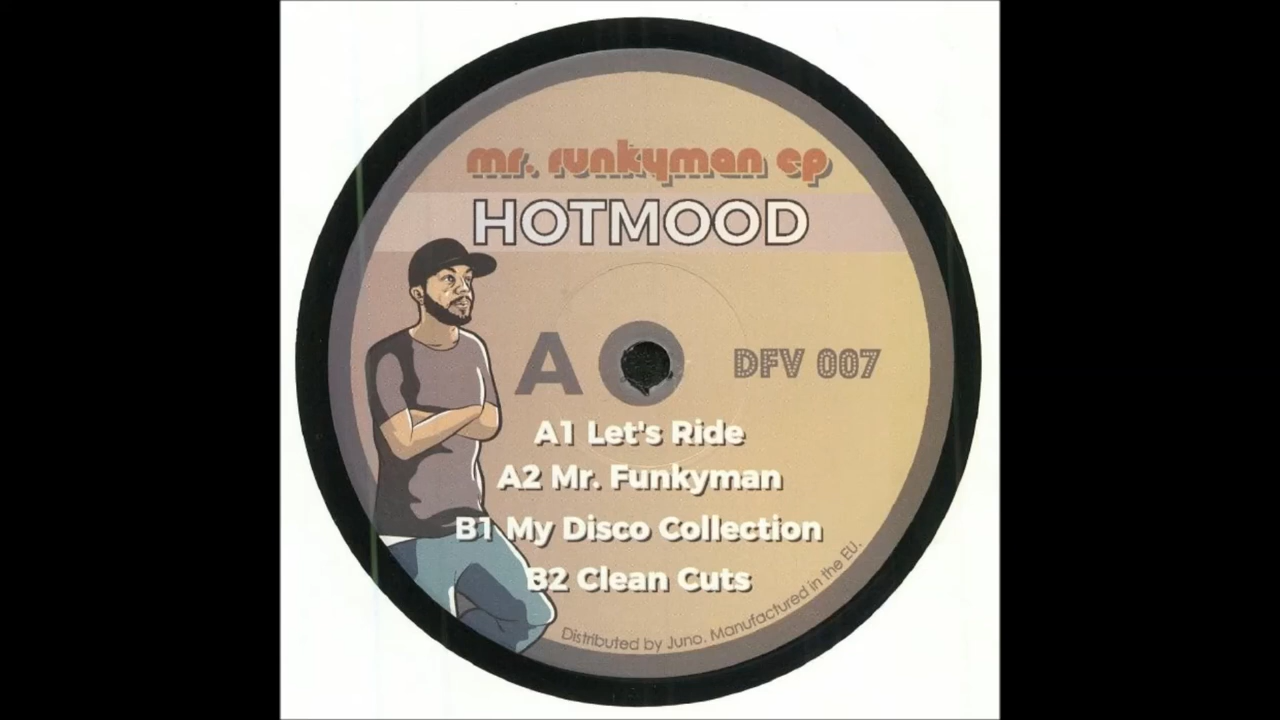 mr. funkyman ep
HOTMOOD
A
DFV 007
A1 Let's Ride
A2 Mr. Funkyman
B1 My Disco Collection
B2 Clean Cuts
Distributed by Juno. Manufactured in the EU.